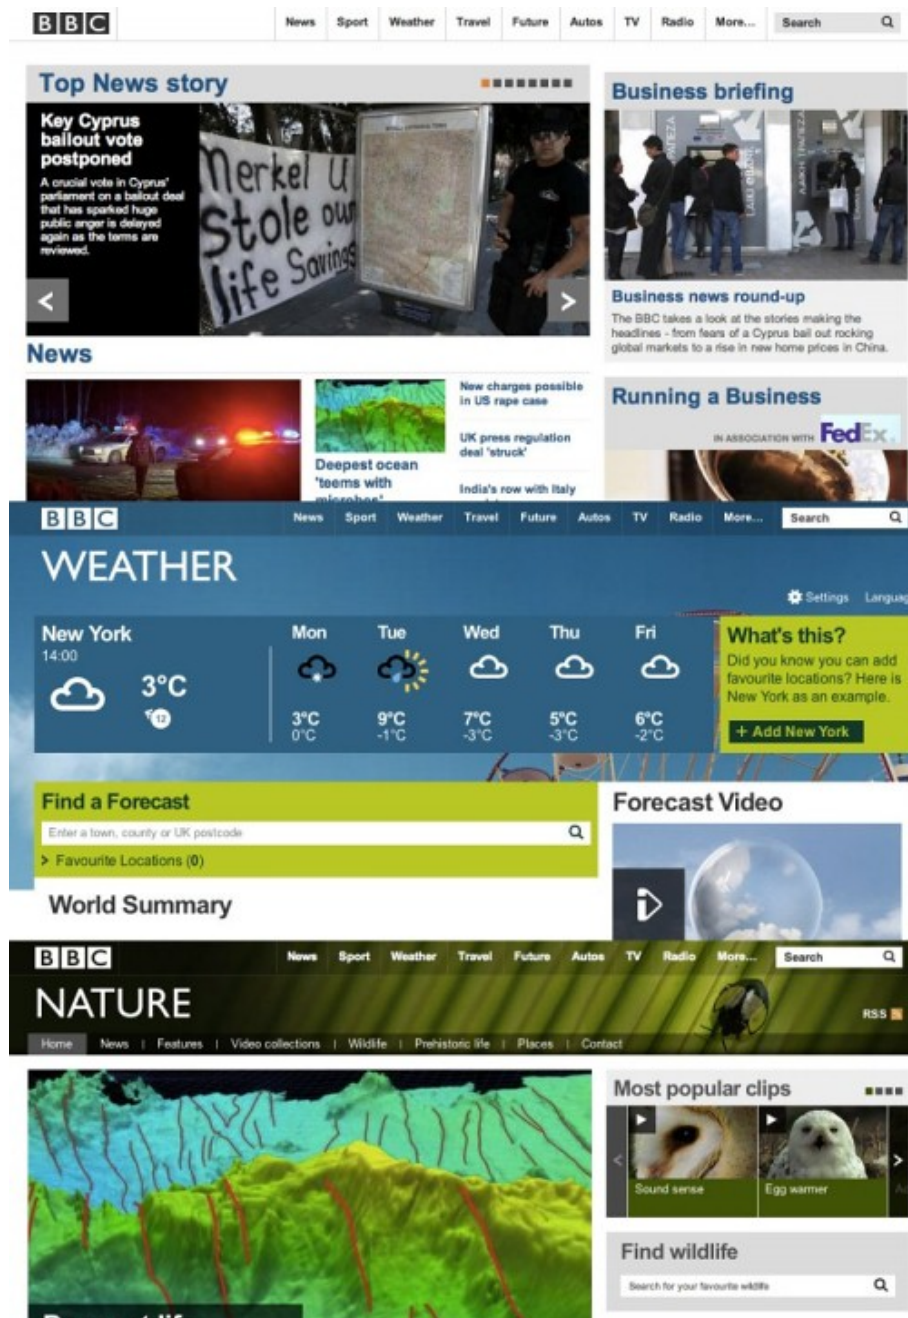 BBC
News Sport Weather Travel Future Autos TV Radio More... Search
Top News story
Key Cyprus
bailout vote
postponed
A crucial vote in Cyprus'
parliament on a bailout deal
that has sparked huge
public anger is delayed
again as the terms are
reviewed.
Merkel U
Stole our
life Savings
Business briefing
Business news round-up
The BBC takes a look at the stories making the
headlines - from fears of a Cyprus bail out rocking
global markets to a rise in new home prices in China.
News
Deepest ocean
'teems with
microbes'
New charges possible
in US rape case
UK press regulation
deal 'struck'
India's row with Italy
Running a Business
IN ASSOCIATION WITH FedEx
BBC
News Sport Weather Travel Future Autos TV Radio More... Search
WEATHER
Settings Languag
New York
14:00
3°C
12
Mon Tue Wed Thu Fri
3°C 9°C 7°C 5°C 6°C
0°C -1°C -3°C -3°C -2°C
What's this?
Did you know you can add
favourite locations? Here is
New York as an example.
+ Add New York
Find a Forecast
Enter a town, county or UK postcode
> Favourite Locations (0)
World Summary
Forecast Video
BBC
News Sport Weather Travel Future Autos TV Radio More... Search
NATURE
RSS
Home News | Features | Video collections | Wildlife | Prehistoric life | Places | Contact
Most popular clips
Sound sense
Egg warmer
Find wildlife
Search for your favourite wildlife